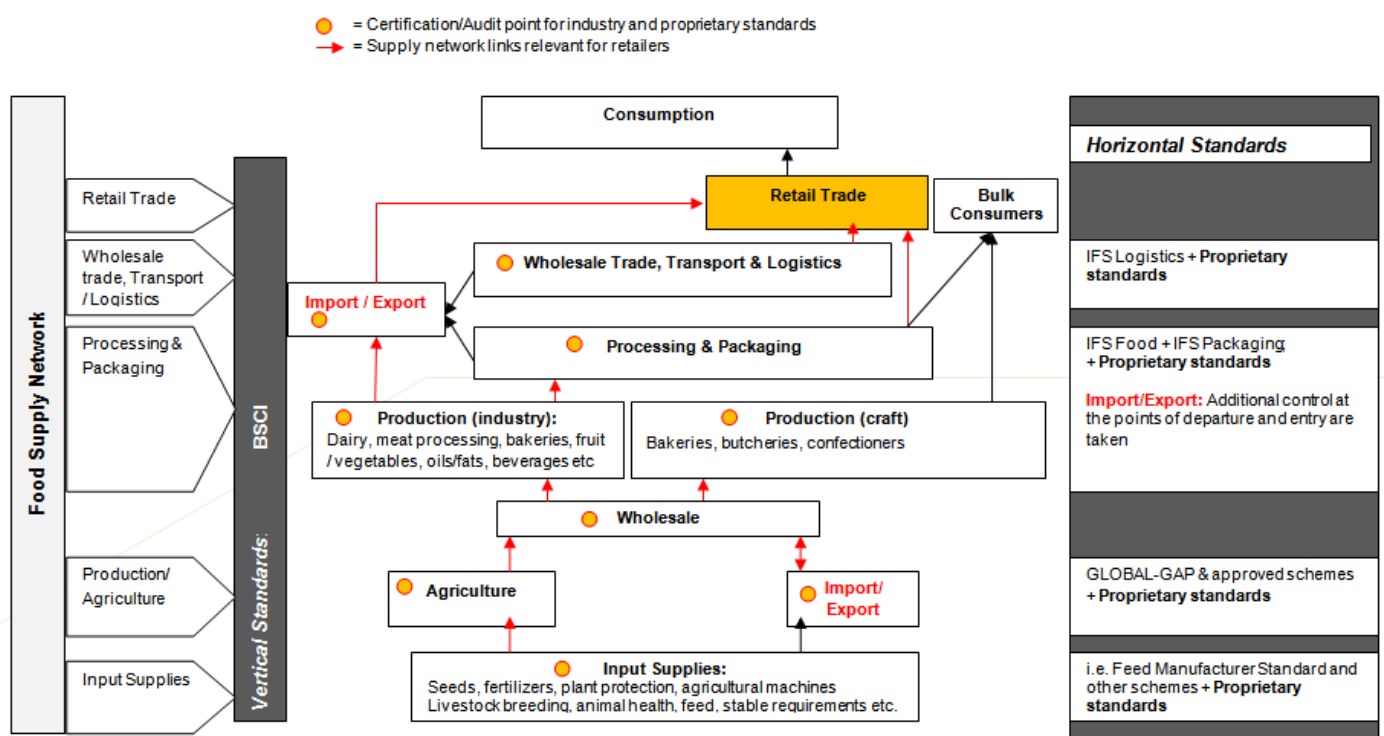 = Certification/Audit point for industry and proprietary standards
= Supply network links relevant for retailers
Food Supply Network
Retail Trade
Wholesale
trade, Transport
/ Logistics
Processing &
Packaging
Production/
Agriculture
Input Supplies
Vertical Standards: BSCI
Consumption
Retail Trade
Bulk
Consumers
Wholesale Trade, Transport & Logistics
Import / Export
Processing & Packaging
Production (industry):
Dairy, meat processing, bakeries, fruit
/ vegetables, oils/fats, beverages etc
Production (craft)
Bakeries, butcheries, confectioners
Wholesale
Agriculture
Import/
Export
Input Supplies:
Seeds, fertilizers, plant protection, agricultural machines
Livestock breeding, animal health, feed, stable requirements etc.
Horizontal Standards
IFS Logistics + Proprietary
standards
IFS Food + IFS Packaging;
+ Proprietary standards
Import/Export: Additional control at
the points of departure and entry are
taken
GLOBAL-GAP & approved schemes
+ Proprietary standards
i.e. Feed Manufacturer Standard and
other schemes + Proprietary
standards